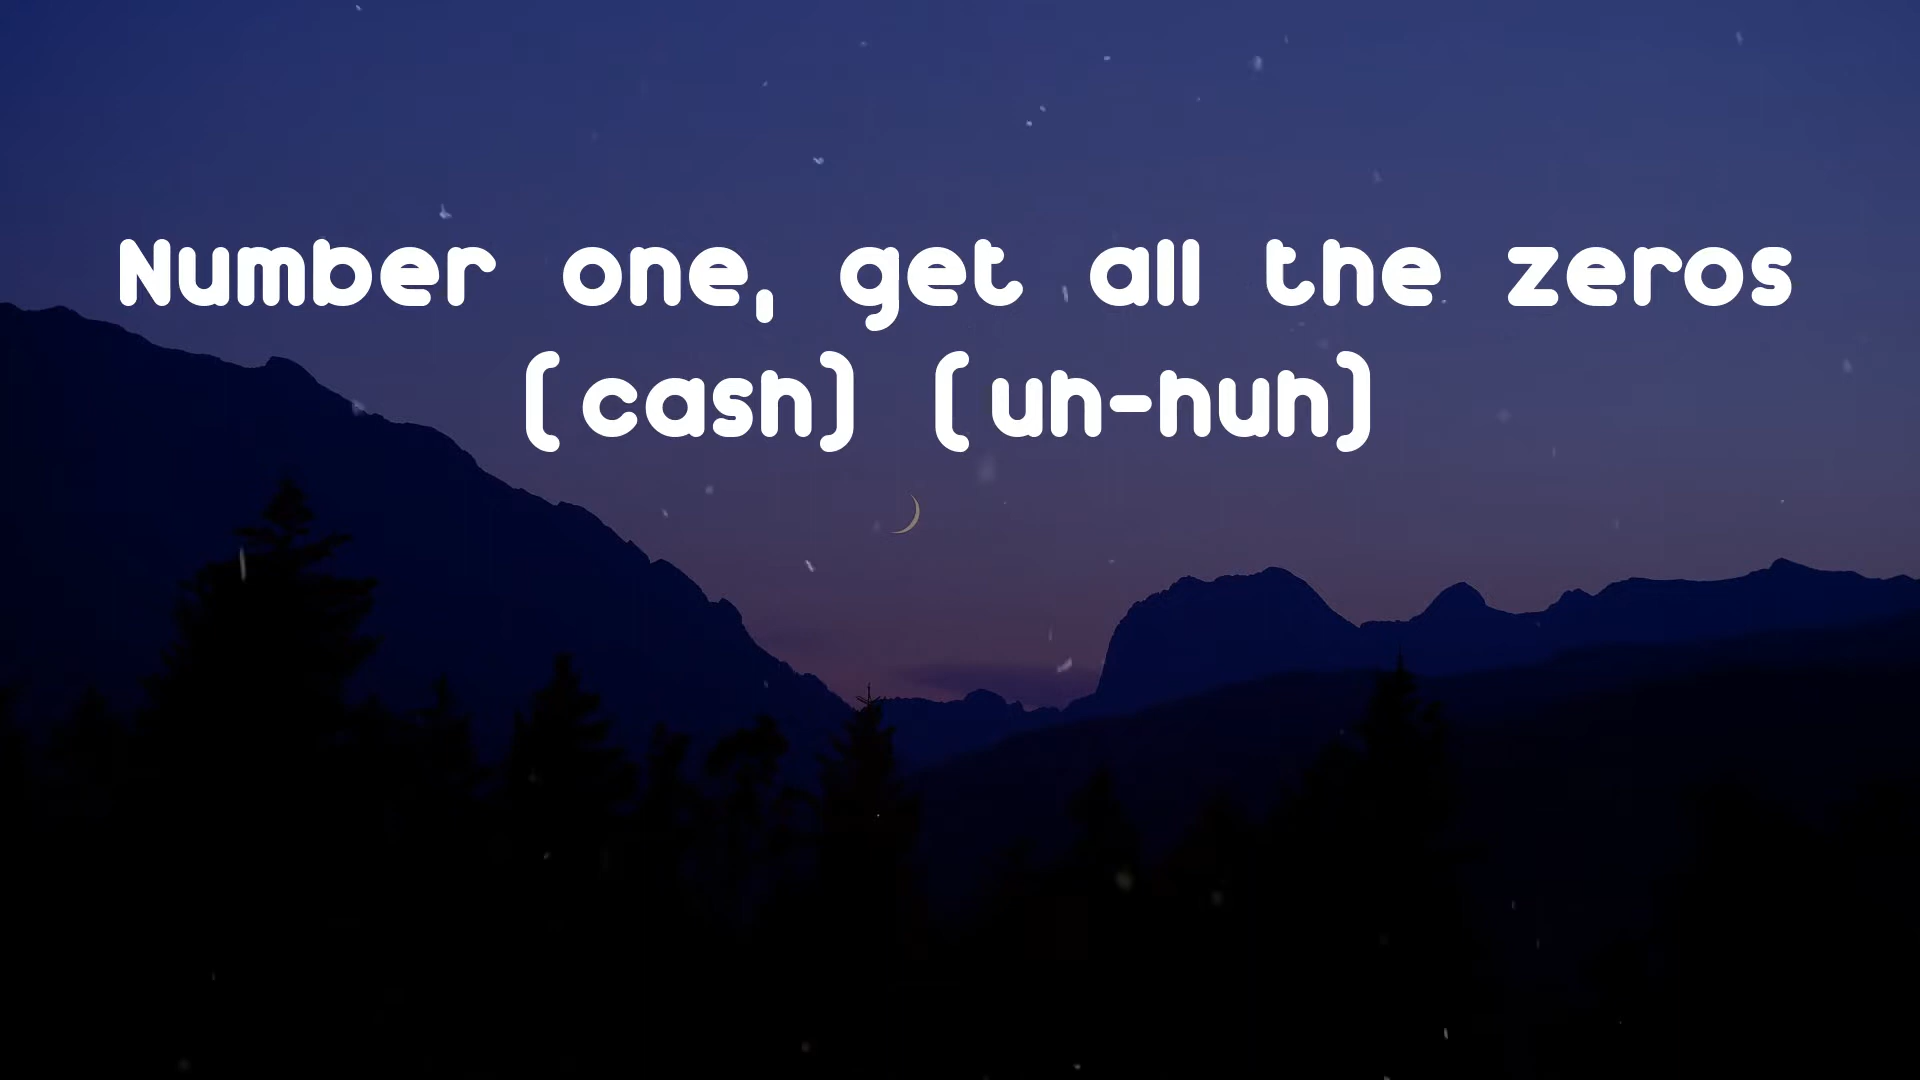 Number one, get all the zeros
(cash) (uh-huh)